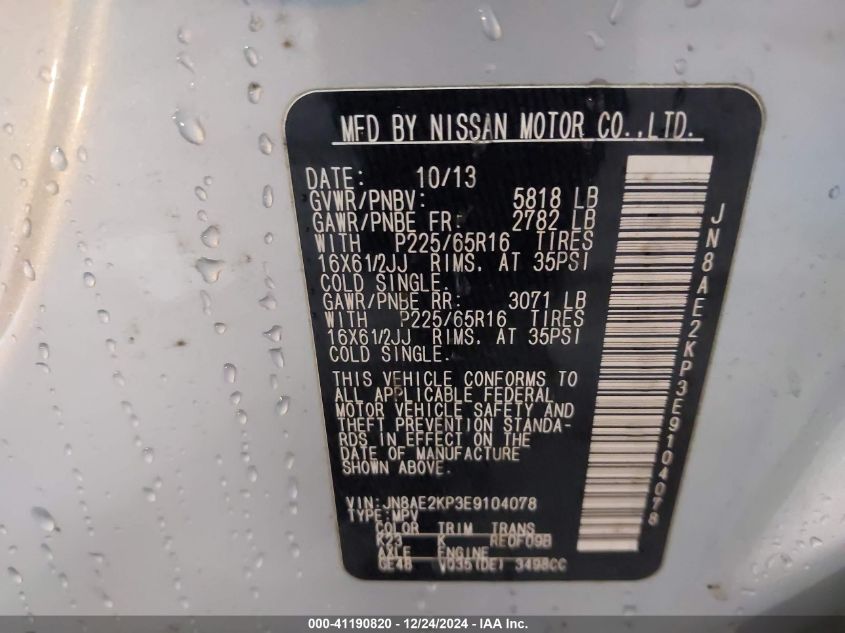 MFD BY NISSAN MOTOR CO.,LTD.
DATE: 10/13
GVWR/PNBV: 5818 LB
GAWR/PNBE FR: 2782 LB
WITH P225/65R16 TIRES
16X61/2JJ RIMS, AT 35PSI
COLD SINGLE.
GAWR/PNBE RR: 3071 LB
WITH P225/65R16 TIRES
16X61/2JJ RIMS, AT 35PSI
COLD SINGLE.
THIS VEHICLE CONFORMS TO
ALL APPLICABLE FEDERAL
MOTOR VEHICLE SAFETY AND
THEFT PREVENTION STANDA-
RDS IN EFFECT ON THE
DATE OF MANUFACTURE
SHOWN ABOVE.
VIN:JN8AE2KP3E9104078
TYPE:MPV
COLOR TRIM TRANS
K23 K RE0F09B
AXLE ENGINE
GE48 VQ35(DE) 3498CC
JN8AE2KP3E9104078
000-41190820 - 12/24/2024 - IAA Inc.